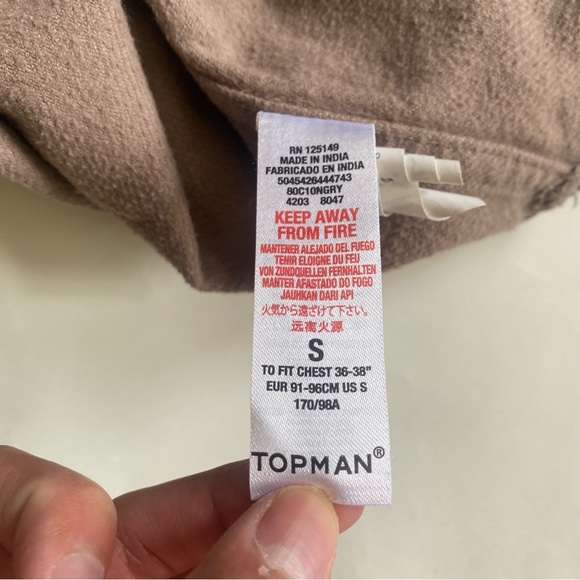 RN 125149
MADE IN INDIA
FABRICADO EN INDIA
5045426444743
80C10NGRY
4203 8047
KEEP AWAY
FROM FIRE
MANTENER ALEJADO DEL FUEGO
TENIR ELOIGNE DU FEU
VON ZUNDQUELLEN FERNHALTEN
MANTER AFASTADO DO FOGO
JAUHKAN DARI API
火気から遠ざけて下さい。
远离火源
S
TO FIT CHEST 36-38"
EUR 91-96CM US S
170/98A
TOPMAN®